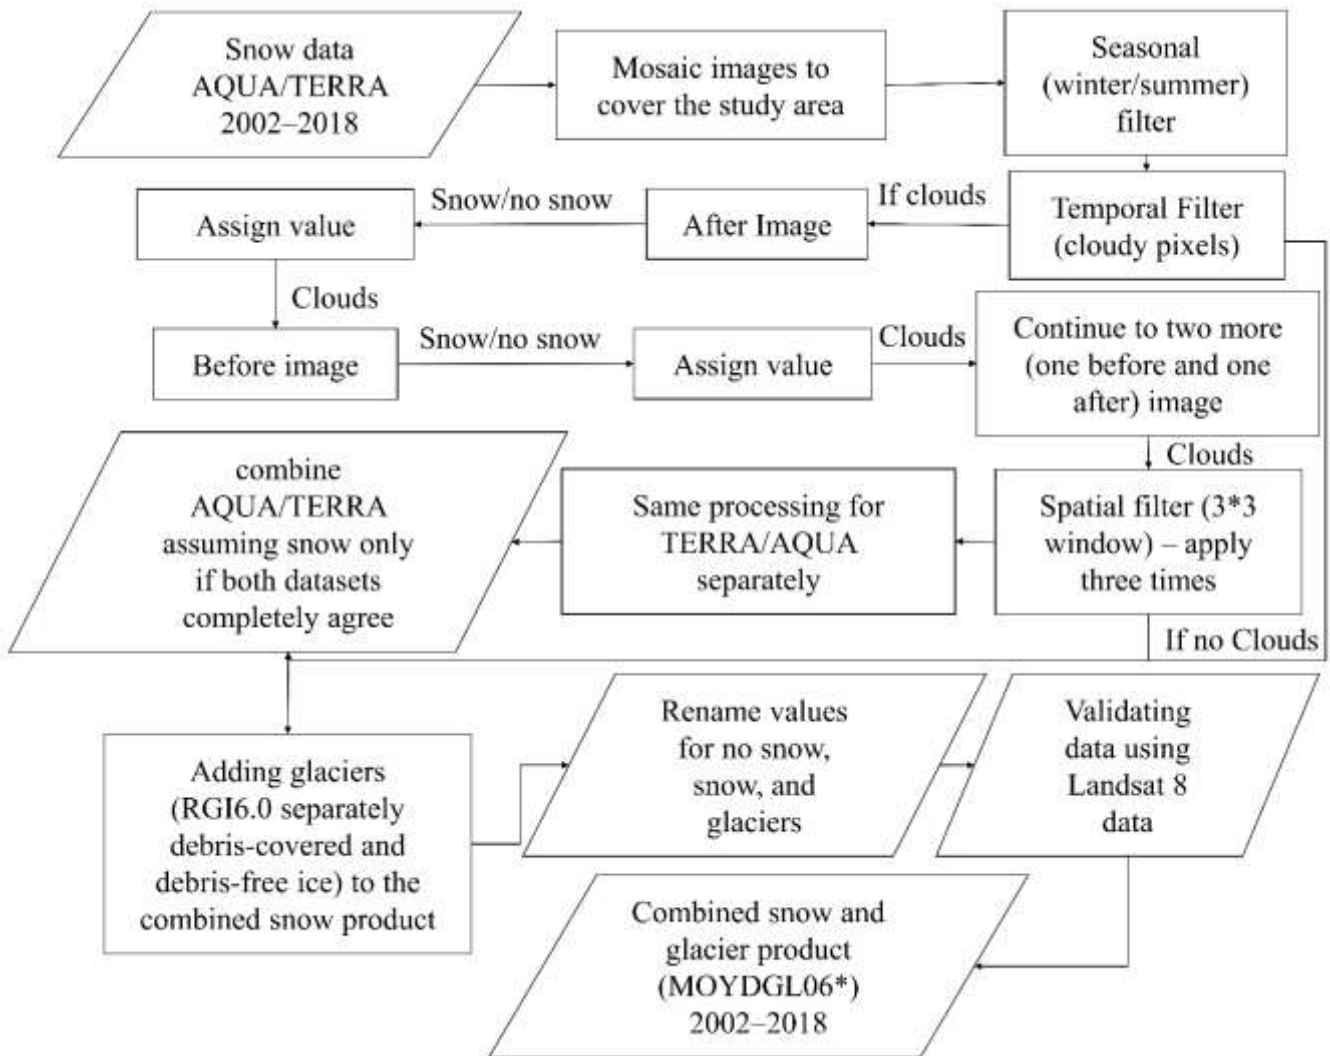 Snow data
AQUA/TERRA
2002–2018
Mosaic images to
cover the study area
Seasonal
(winter/summer)
filter
Temporal Filter
(cloudy pixels)
If clouds
After Image
Snow/no snow
Assign value
Clouds
Before image
Snow/no snow
Assign value
Clouds
Continue to two more
(one before and one
after) image
Clouds
Spatial filter (3*3
window) – apply
three times
Same processing for
TERRA/AQUA
separately
combine
AQUA/TERRA
assuming snow only
if both datasets
completely agree
If no Clouds
Adding glaciers
(RGI6.0 separately
debris-covered and
debris-free ice) to the
combined snow product
Rename values
for no snow,
snow, and
glaciers
Validating
data using
Landsat 8
data
Combined snow and
glacier product
(MOYDGL06*)
2002–2018